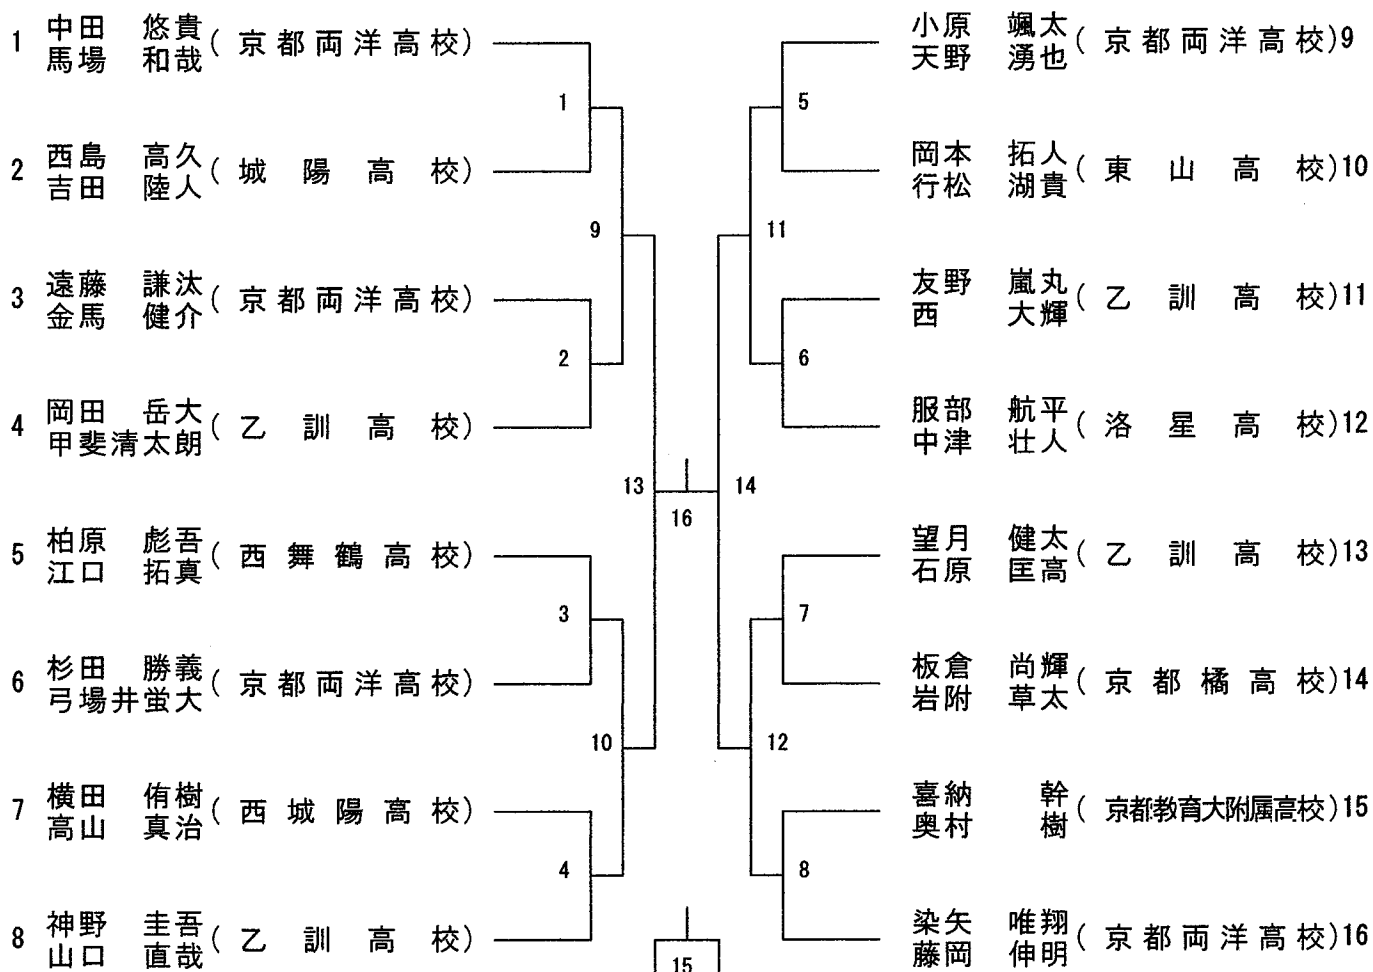 中田 悠貴
1 (京都両洋高校)
馬場 和哉
西島 高久
2 (城陽高校)
吉田 陸人
遠藤 謙汰
3 (京都両洋高校)
金馬 健介
岡田 岳大
4 (乙訓高校)
甲斐清太朗
柏原 彪吾
5 (西舞鶴高校)
江口 拓真
杉田 勝義
6 (京都両洋高校)
弓場井蛍大
横田 侑樹
7 (西城陽高校)
高山 真治
神野 圭吾
8 (乙訓高校)
山口 直哉
1
9
2
13
3
10
4
16
15
5
11
6
14
7
12
8
小原 颯太
(京都両洋高校)9
天野 湧也
岡本 拓人
(東山高校)10
行松 湖貴
友野 嵐丸
(乙訓高校)11
西 大輝
服部 航平
(洛星高校)12
中津 壮人
望月 健太
(乙訓高校)13
石原 匡高
板倉 尚輝
(京都橘高校)14
岩附 草太
喜納 幹
(京都教育大附属高校)15
奥村 樹
染矢 唯翔
(京都両洋高校)16
藤岡 伸明